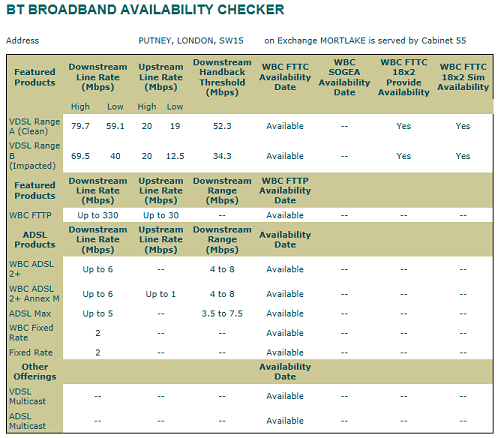 BT BROADBAND AVAILABILITY CHECKER
Address PUTNEY, LONDON, SW15 on Exchange MORTLAKE is served by Cabinet 55
Featured Products Downstream Line Rate (Mbps) Upstream Line Rate (Mbps) Downstream Handback Threshold (Mbps) WBC FTTC Availability Date WBC SOGEA Availability Date WBC FTTC 18x2 Provide Availability WBC FTTC 18x2 Sim Availability
High Low High Low
VDSL Range A (Clean) 79.7 59.1 20 19 52.3 Available -- Yes Yes
VDSL Range B (Impacted) 69.5 40 20 12.5 34.3 Available -- Yes Yes
Featured Products Downstream Line Rate (Mbps) Upstream Line Rate (Mbps) Downstream Range (Mbps) WBC FTTP Availability Date
WBC FTTP Up to 330 Up to 30 -- Available
ADSL Products Downstream Line Rate (Mbps) Upstream Line Rate (Mbps) Downstream Range (Mbps) Availability Date
WBC ADSL 2+ Up to 6 -- 4 to 8 Available -- -- --
WBC ADSL 2+ Annex M Up to 6 Up to 1 4 to 8 Available -- -- --
ADSL Max Up to 5 -- 3.5 to 7.5 Available -- -- --
WBC Fixed Rate 2 -- -- Available -- -- --
Fixed Rate 2 -- -- Available -- -- --
Other Offerings Availability Date
VDSL Multicast -- -- -- Available -- -- --
ADSL Multicast -- -- -- Available -- -- --